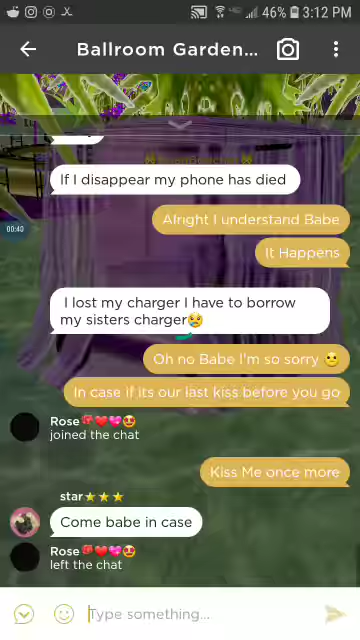 46% 3:12 PM
Ballroom Garden...
If I disappear my phone has died
Alright I understand Babe
00:40
It Happens
I lost my charger I have to borrow
my sisters charger😢
Oh no Babe I'm so sorry 😕
In case if its our last kiss before you go
Rose🌹❤️💖😍
joined the chat
Kiss Me once more
star⭐⭐⭐
Come babe in case
Rose🌹❤️💖😍
left the chat
Type something...